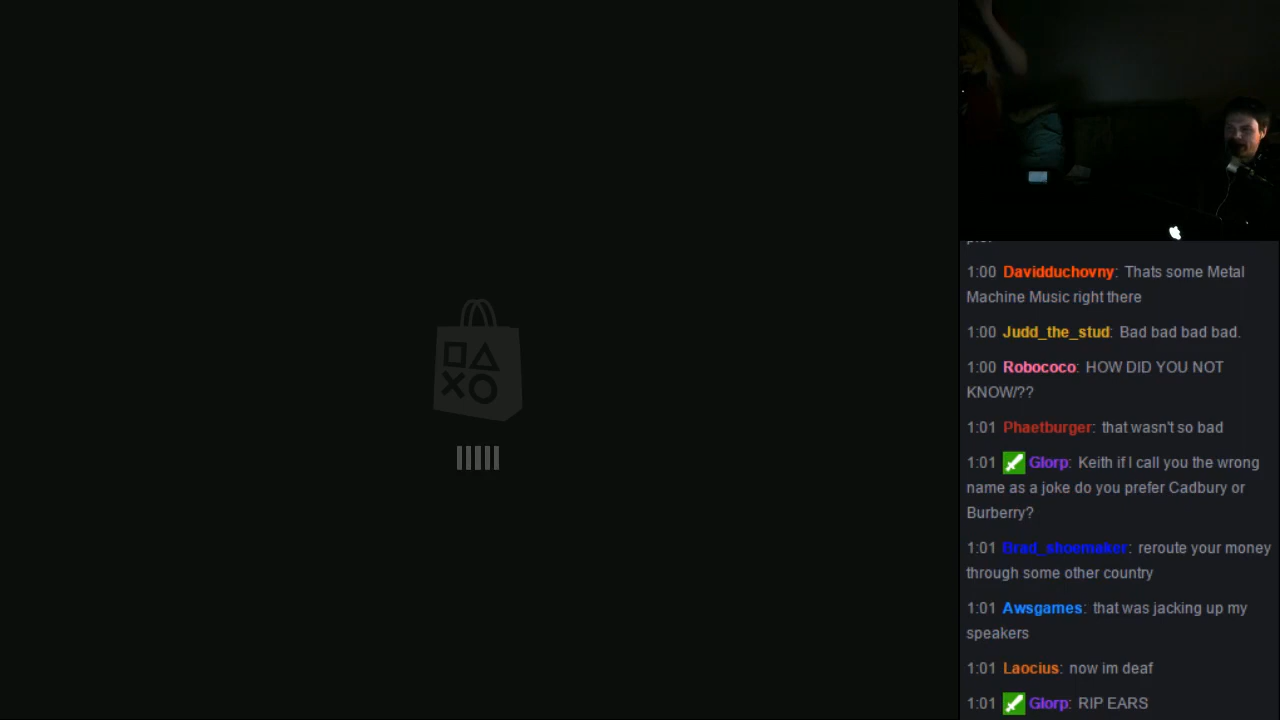 1:00 Davidduchovny: Thats some Metal
Machine Music right there
1:00 Judd_the_stud: Bad bad bad bad.
1:00 Robococo: HOW DID YOU NOT
KNOW/??
1:01 Phaetburger: that wasn't so bad
1:01 Glorp: Keith if I call you the wrong
name as a joke do you prefer Cadbury or
Burberry?
1:01 Brad_shoemaker: reroute your money
through some other country
1:01 Awsgames: that was jacking up my
speakers
1:01 Laocius: now im deaf
1:01 Glorp: RIP EARS